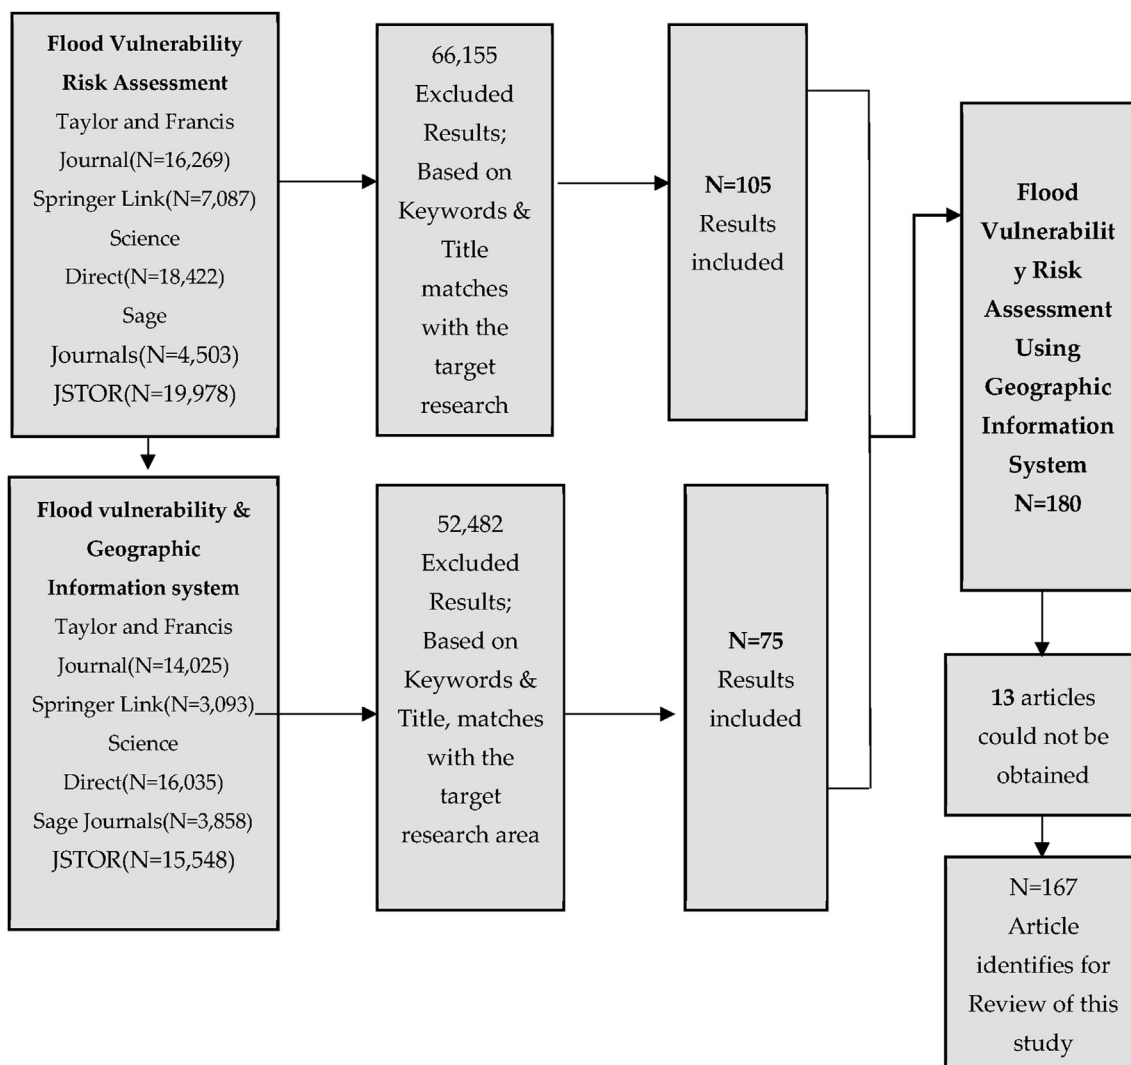 Flood Vulnerability
Risk Assessment
Taylor and Francis
Journal(N=16,269)
Springer Link(N=7,087)
Science
Direct(N=18,422)
Sage
Journals(N=4,503)
JSTOR(N=19,978)
66,155
Excluded
Results;
Based on
Keywords &
Title
matches
with the
target
research
N=105
Results
included
Flood vulnerability &
Geographic
Information system
Taylor and Francis
Journal(N=14,025)
Springer Link(N=3,093)
Science
Direct(N=16,035)
Sage Journals(N=3,858)
JSTOR(N=15,548)
52,482
Excluded
Results;
Based on
Keywords &
Title, matches
with the
target
research area
N=75
Results
included
Flood
Vulnerabilit
y Risk
Assessment
Using
Geographic
Information
System
N=180
13 articles
could not be
obtained
N=167
Article
identifies for
Review of this
study